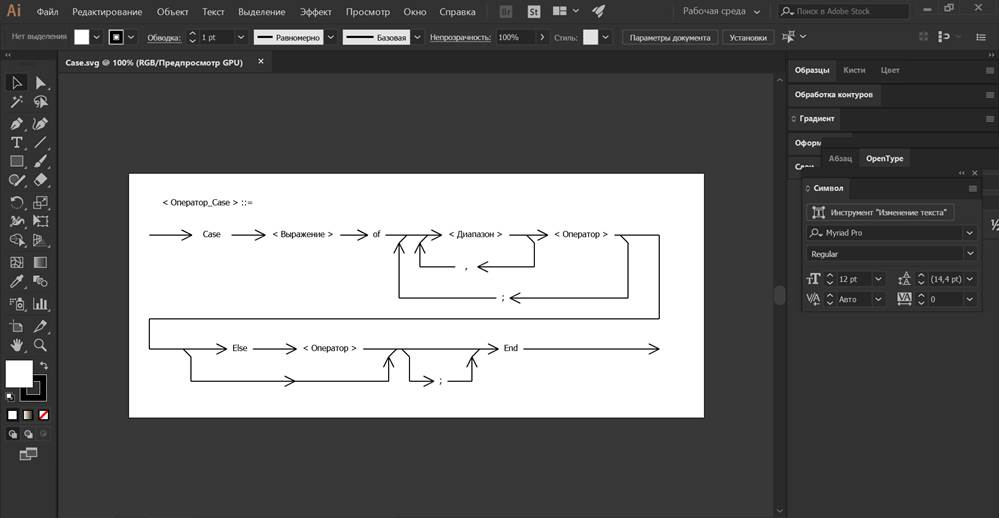 Ai Файл Редактирование Объект Текст Выделение Эффект Просмотр Окно Справка Br St Рабочая среда Поиск в Adobe Stock
Нет выделения Обводка: 1 pt Равномерно Базовая Непрозрачность: 100% Стиль: Параметры документа Установки
Case.svg @ 100% (RGB/Предпросмотр GPU)
Образцы Кисти Цвет
Обработка контуров
Градиент
Оформ
Абзац OpenType
Символ
Инструмент "Изменение текста"
Myriad Pro
Regular
12 pt (14,4 pt)
Авто 0
< Оператор_Case > ::=
Case < Выражение > of < Диапазон > < Оператор >
,
;
Else < Оператор > End
;